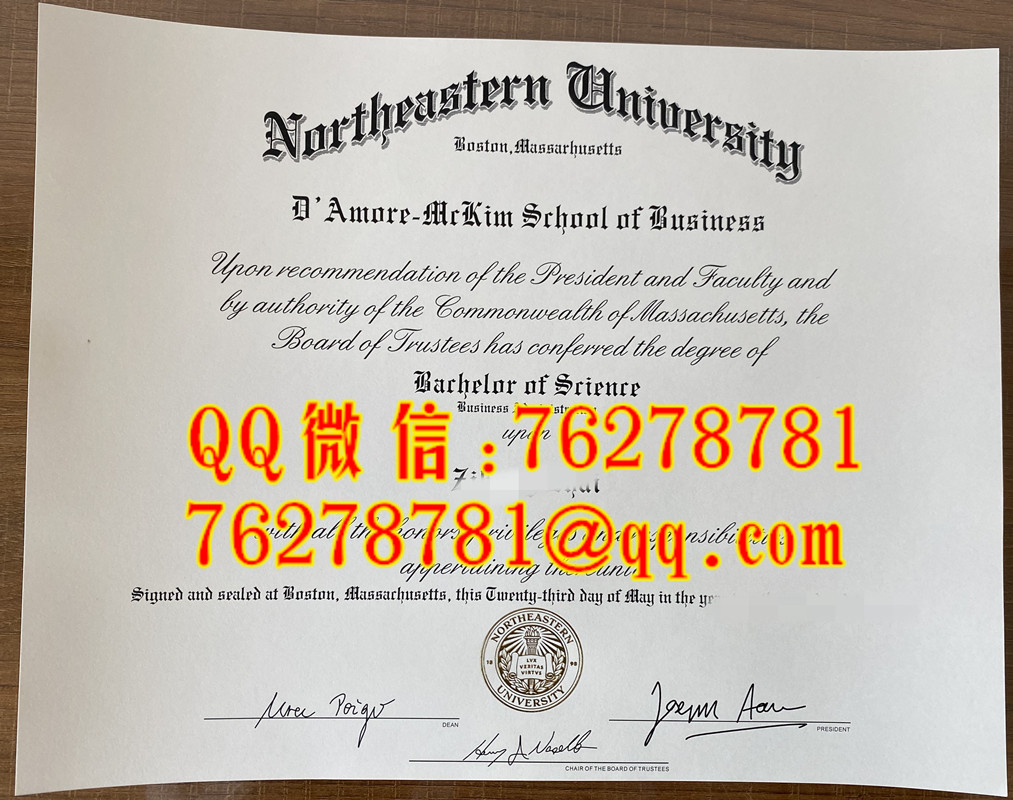 Northeastern University
Boston, Massachusetts
D'Amore-McKim School of Business
Upon recommendation of the President and Faculty and
by authority of the Commonwealth of Massachusetts, the
Board of Trustees has conferred the degree of
Bachelor of Science
Business
QQ微信:76278781
upon
76278781@qq.com
Signed and sealed at Boston, Massachusetts, this Twenty-third day of May in the
NORTHEASTERN
LVX
VERITAS
VIRTVS
18 98
UNIVERSITY
DEAN
PRESIDENT
CHAIR OF THE BOARD OF TRUSTEES